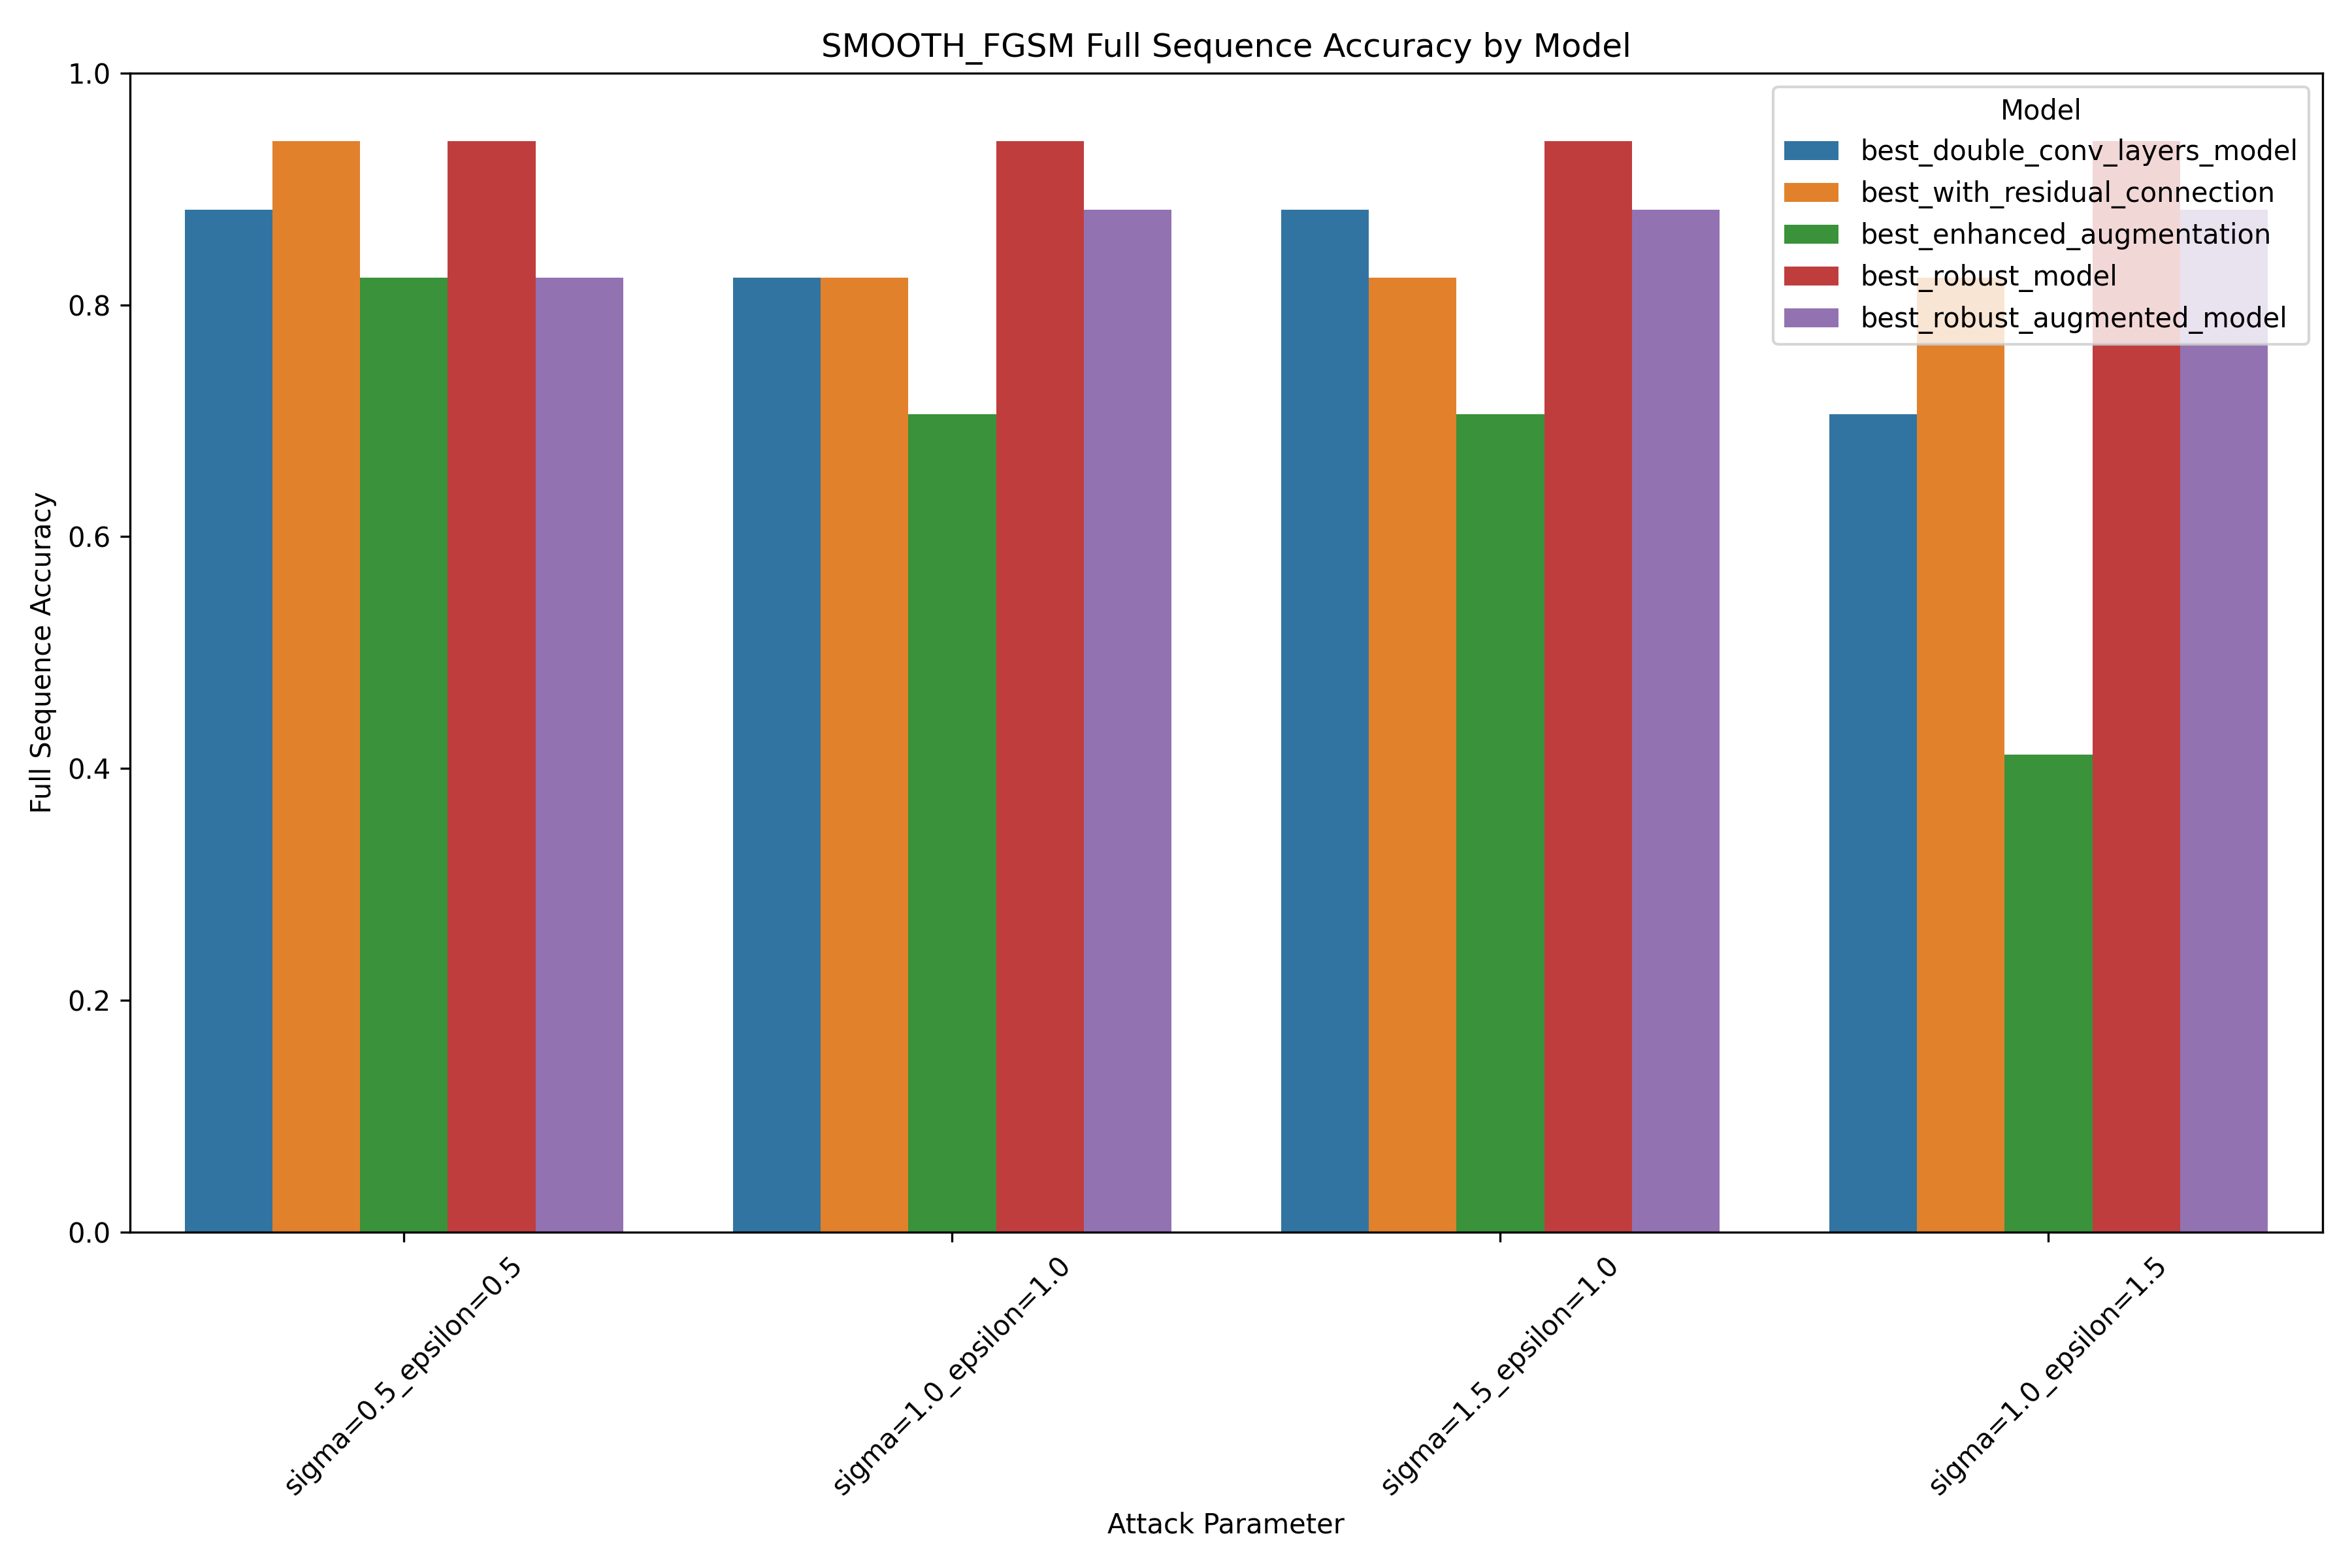 SMOOTH_FGSM Full Sequence Accuracy by Model
Full Sequence Accuracy
1.0
0.8
0.6
0.4
0.2
0.0
Model
best_double_conv_layers_model
best_with_residual_connection
best_enhanced_augmentation
best_robust_model
best_robust_augmented_model
sigma=0.5_epsilon=0.5
sigma=1.0_epsilon=1.0
sigma=1.5_epsilon=1.0
sigma=1.0_epsilon=1.5
Attack Parameter